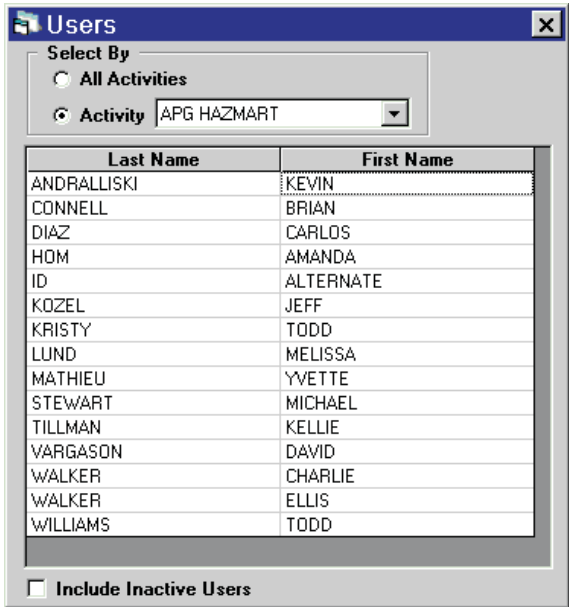 Users
Select By
All Activities
Activity APG HAZMART
Last Name First Name
ANDRALLISKI KEVIN
CONNELL BRIAN
DIAZ CARLOS
HOM AMANDA
ID ALTERNATE
KOZEL JEFF
KRISTY TODD
LUND MELISSA
MATHIEU YVETTE
STEWART MICHAEL
TILLMAN KELLIE
VARGASON DAVID
WALKER CHARLIE
WALKER ELLIS
WILLIAMS TODD
Include Inactive Users